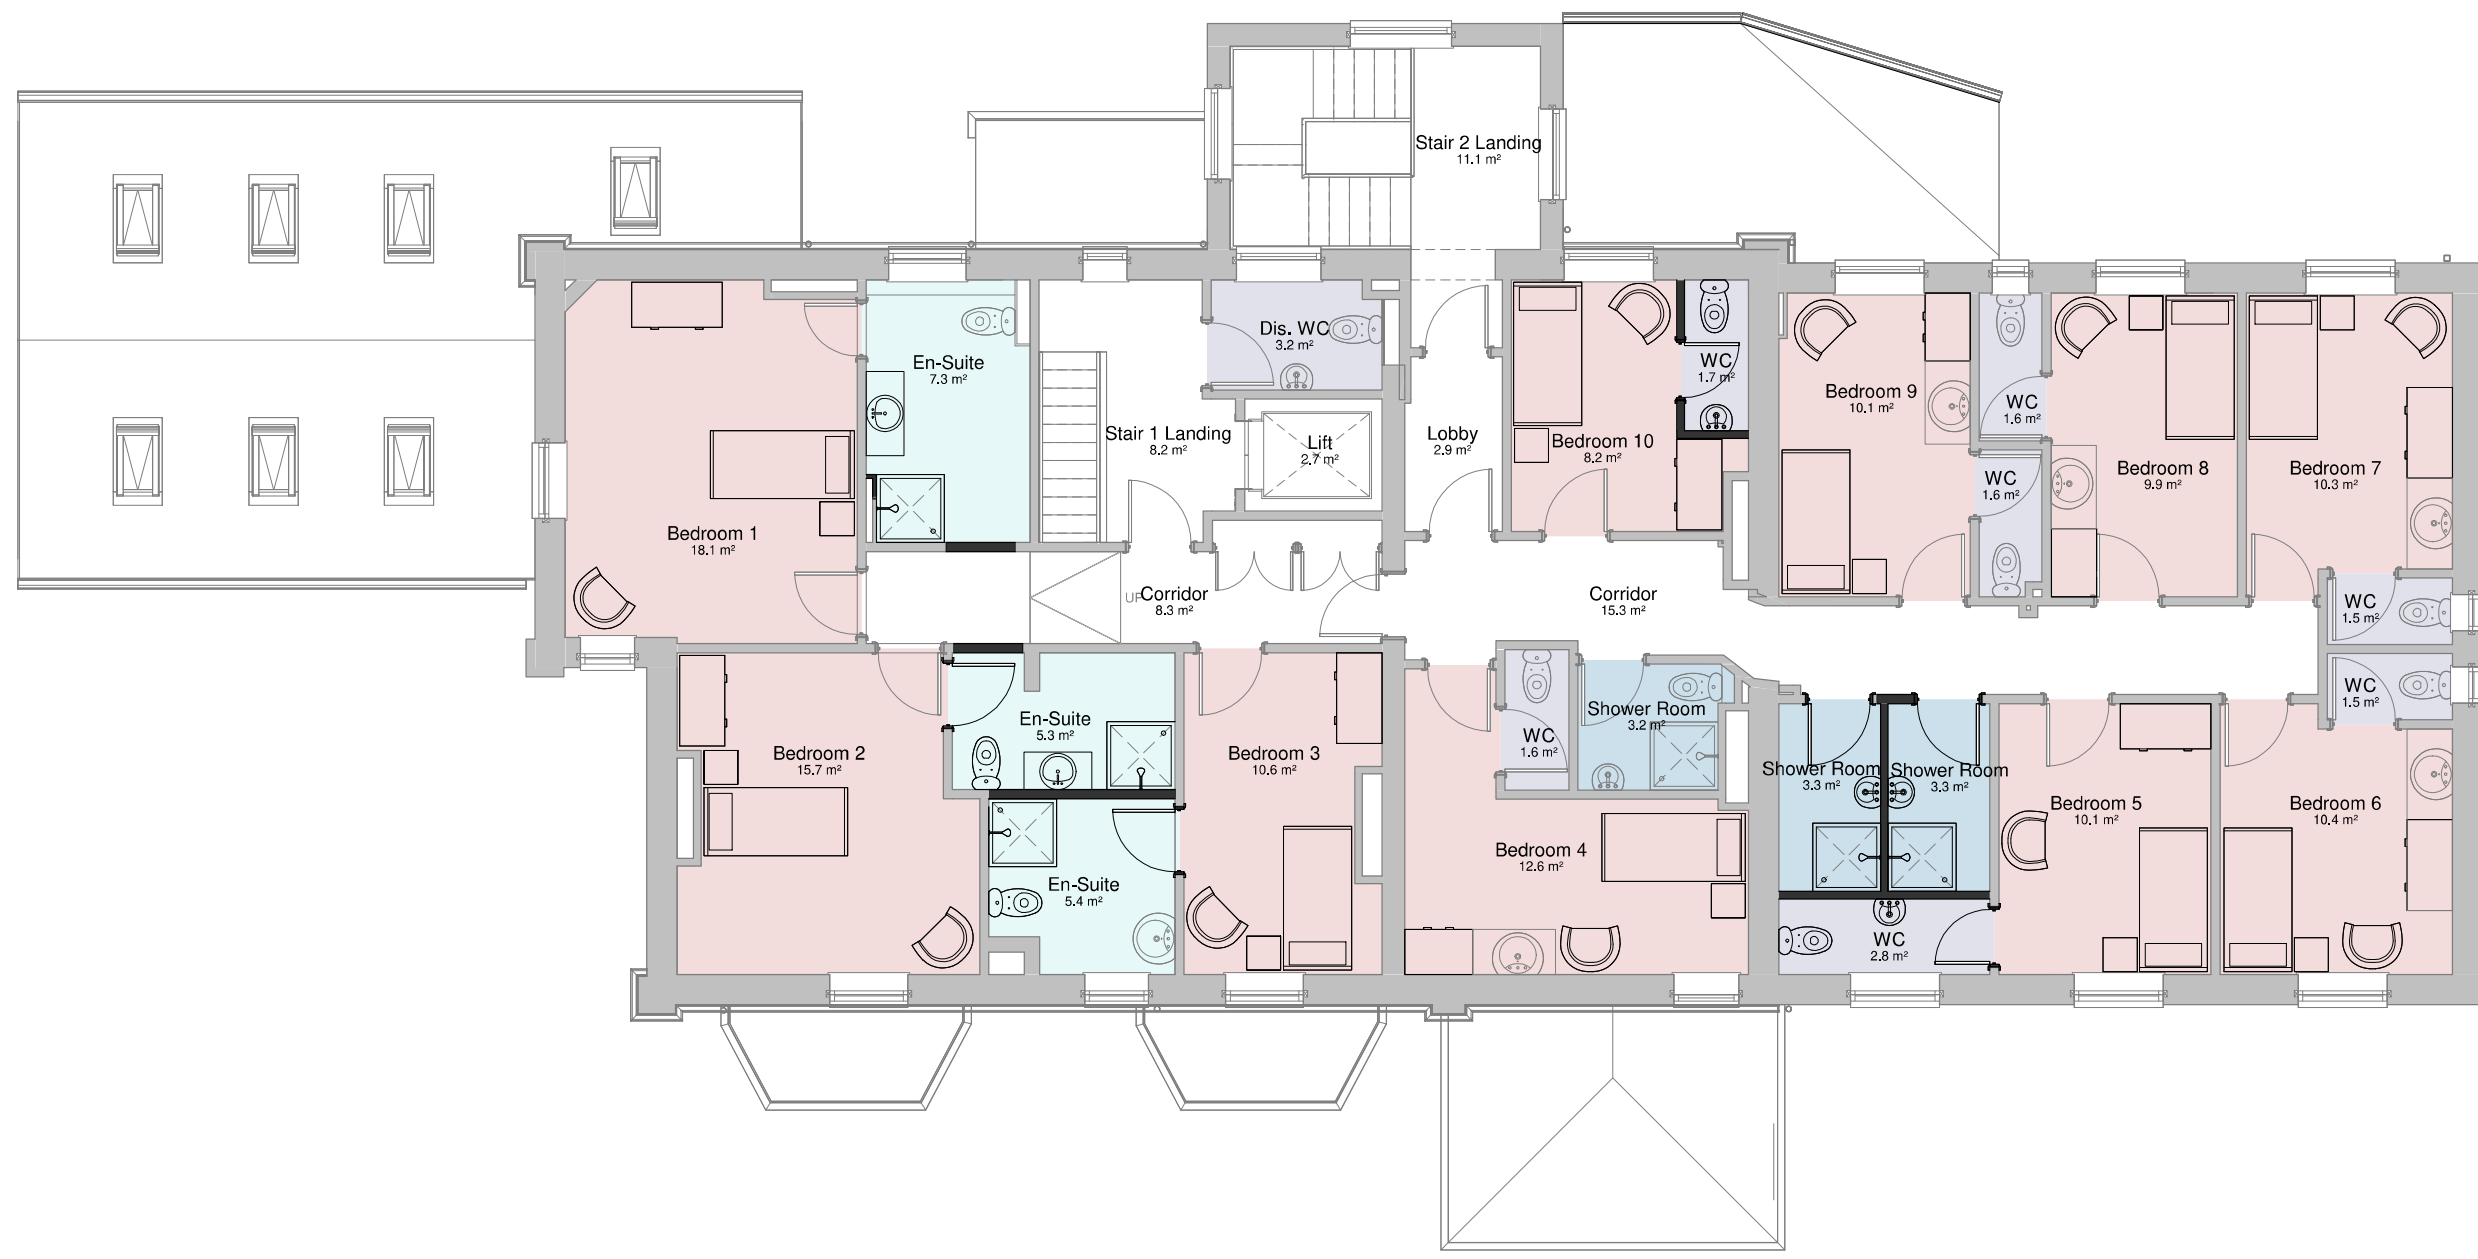 Stair 2 Landing
11.1 m²
Dis. WC
3.2 m²
En-Suite
7.3 m²
WC
1.7 m²
Bedroom 9
10.1 m²
WC
1.6 m²
Stair 1 Landing
8.2 m²
Lift
2.7 m²
Lobby
2.9 m²
Bedroom 10
8.2 m²
WC
1.6 m²
Bedroom 8
9.9 m²
Bedroom 7
10.3 m²
Bedroom 1
18.1 m²
UP
Corridor
8.3 m²
Corridor
15.3 m²
WC
1.5 m²
WC
1.5 m²
En-Suite
5.3 m²
Shower Room
3.2 m²
WC
1.6 m²
Bedroom 2
15.7 m²
Bedroom 3
10.6 m²
Shower Room
3.3 m²
Shower Room
3.3 m²
Bedroom 5
10.1 m²
Bedroom 6
10.4 m²
Bedroom 4
12.6 m²
En-Suite
5.4 m²
WC
2.8 m²